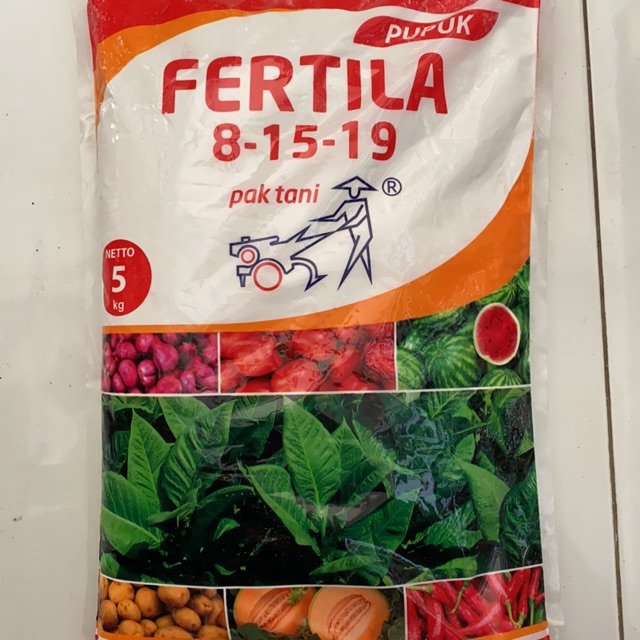 PUPUK
FERTILA
8-15-19
pak tani
®
NETTO
5
kg